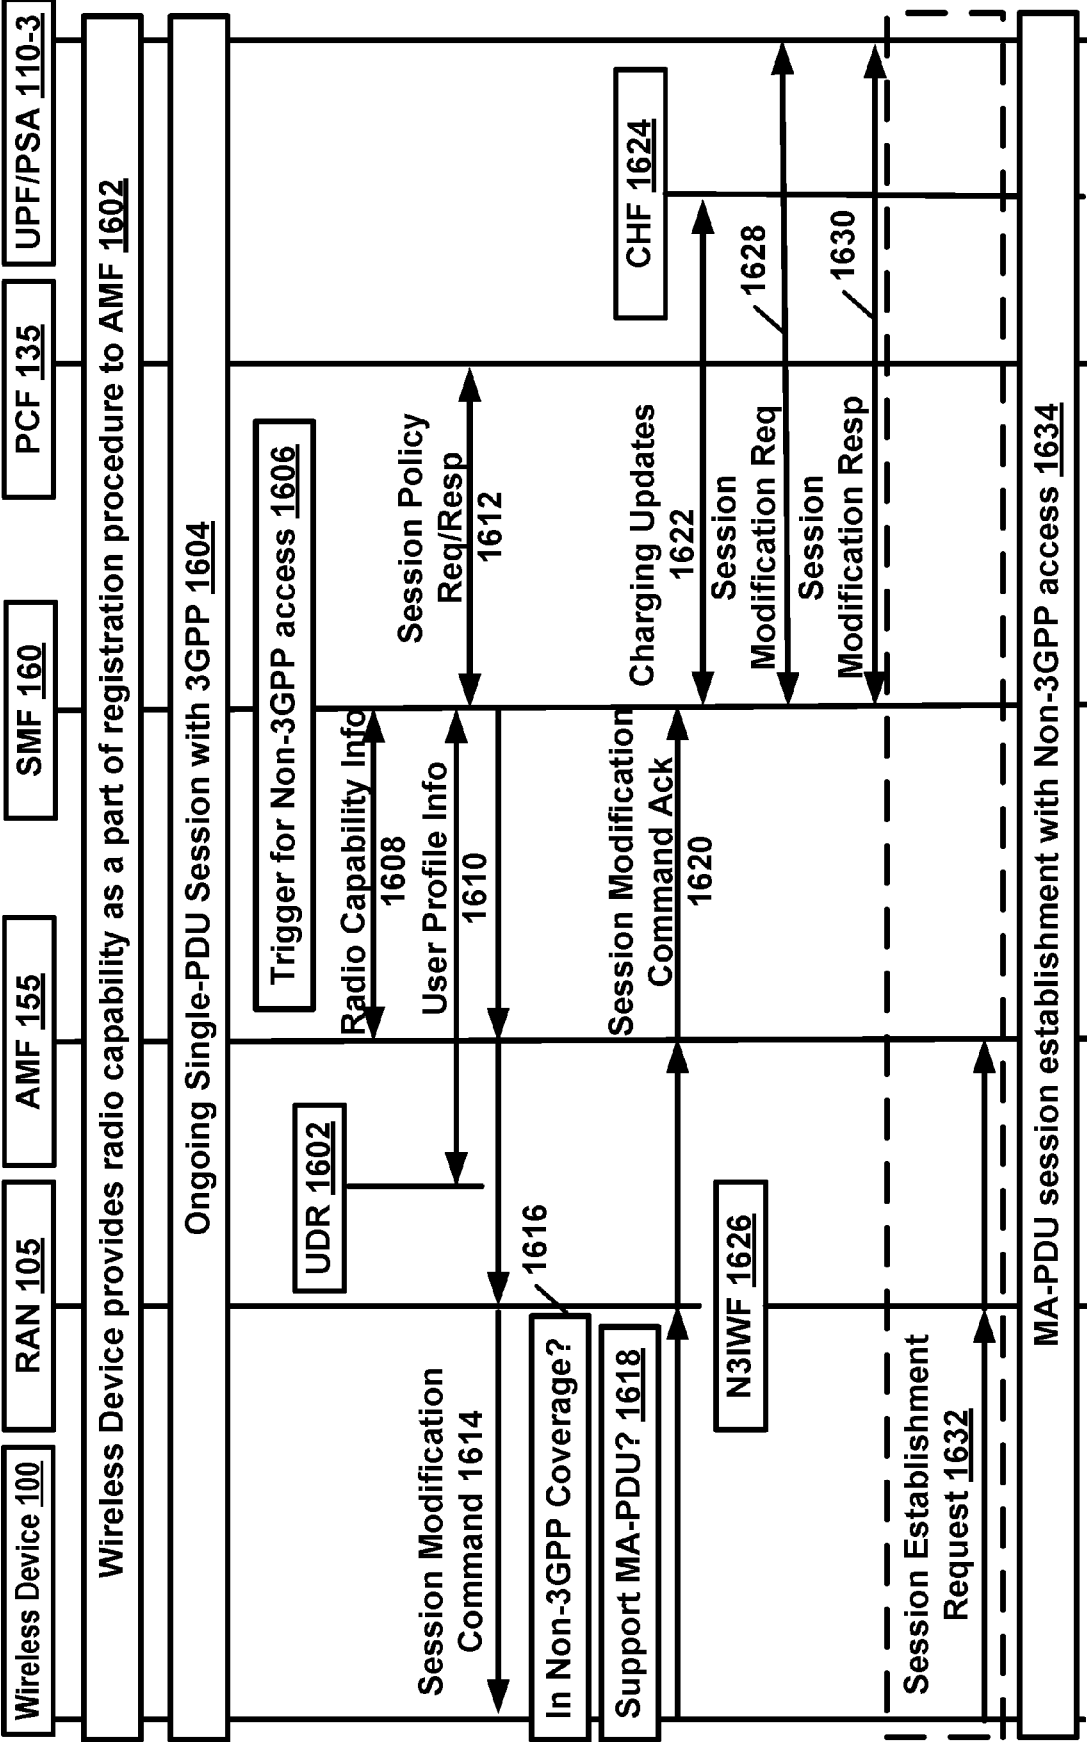 Wireless Device 100
RAN 105
AMF 155
SMF 160
PCF 135
UPF/PSA 110-3
Wireless Device provides radio capability as a part of registration procedure to AMF 1602
Ongoing Single-PDU Session with 3GPP 1604
Trigger for Non-3GPP access 1606
UDR 1602
Radio Capability Info
1608
User Profile Info
1610
Session Policy
Req/Resp
1612
Session Modification
Command 1614
1616
In Non-3GPP Coverage?
Support MA-PDU? 1618
Session Modification
Command Ack
1620
Charging Updates
1622
CHF 1624
N3IWF 1626
Session
Modification Req
1628
Session
Modification Resp
1630
Session Establishment
Request 1632
MA-PDU session establishment with Non-3GPP access 1634